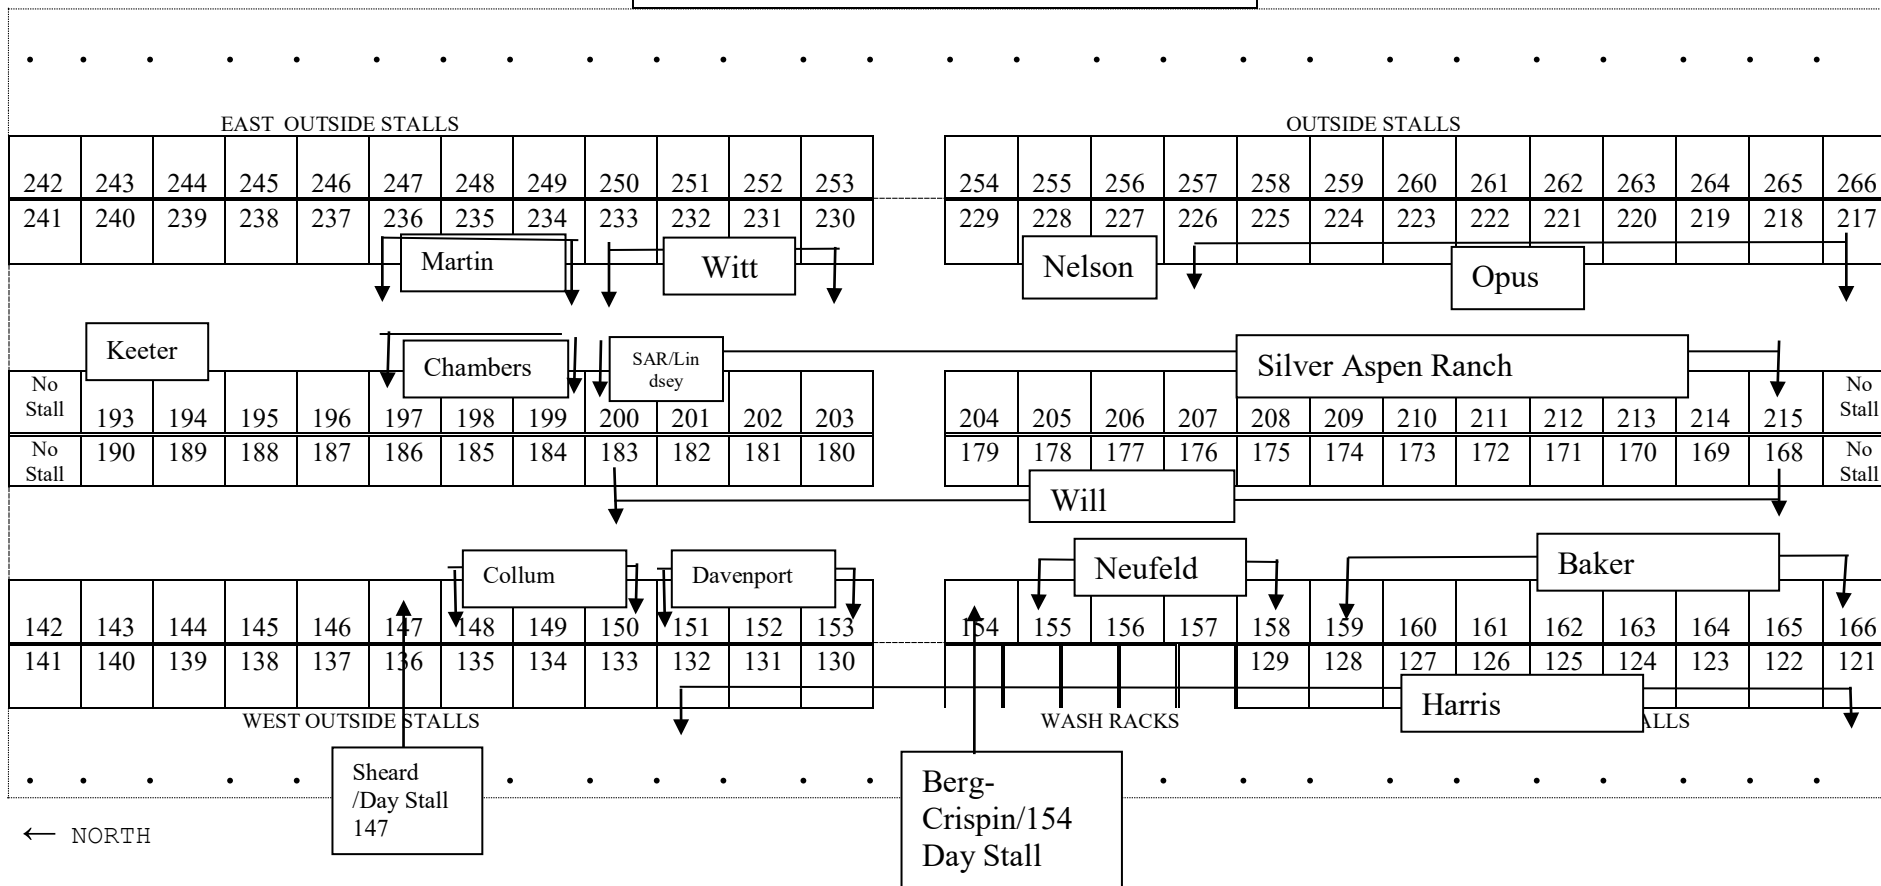 EAST OUTSIDE STALLS
OUTSIDE STALLS
242 243 244 245 246 247 248 249 250 251 252 253 254 255 256 257 258 259 260 261 262 263 264 265 266
241 240 239 238 237 236 235 234 233 232 231 230 229 228 227 226 225 224 223 222 221 220 219 218 217
Martin
Witt
Nelson
Opus
Keeter
Chambers
SAR/Lin
dsey
Silver Aspen Ranch
No
Stall
193 194 195 196 197 198 199 200 201 202 203 204 205 206 207 208 209 210 211 212 213 214 215
No
Stall
No
Stall
190 189 188 187 186 185 184 183 182 181 180 179 178 177 176 175 174 173 172 171 170 169 168
No
Stall
Will
Collum
Davenport
Neufeld
Baker
142 143 144 145 146 147 148 149 150 151 152 153 154 155 156 157 158 159 160 161 162 163 164 165 166
141 140 139 138 137 136 135 134 133 132 131 130 129 128 127 126 125 124 123 122 121
Harris
WEST OUTSIDE STALLS
WASH RACKS
ALLS
Sheard
/Day Stall
147
Berg-
Crispin/154
Day Stall
← NORTH